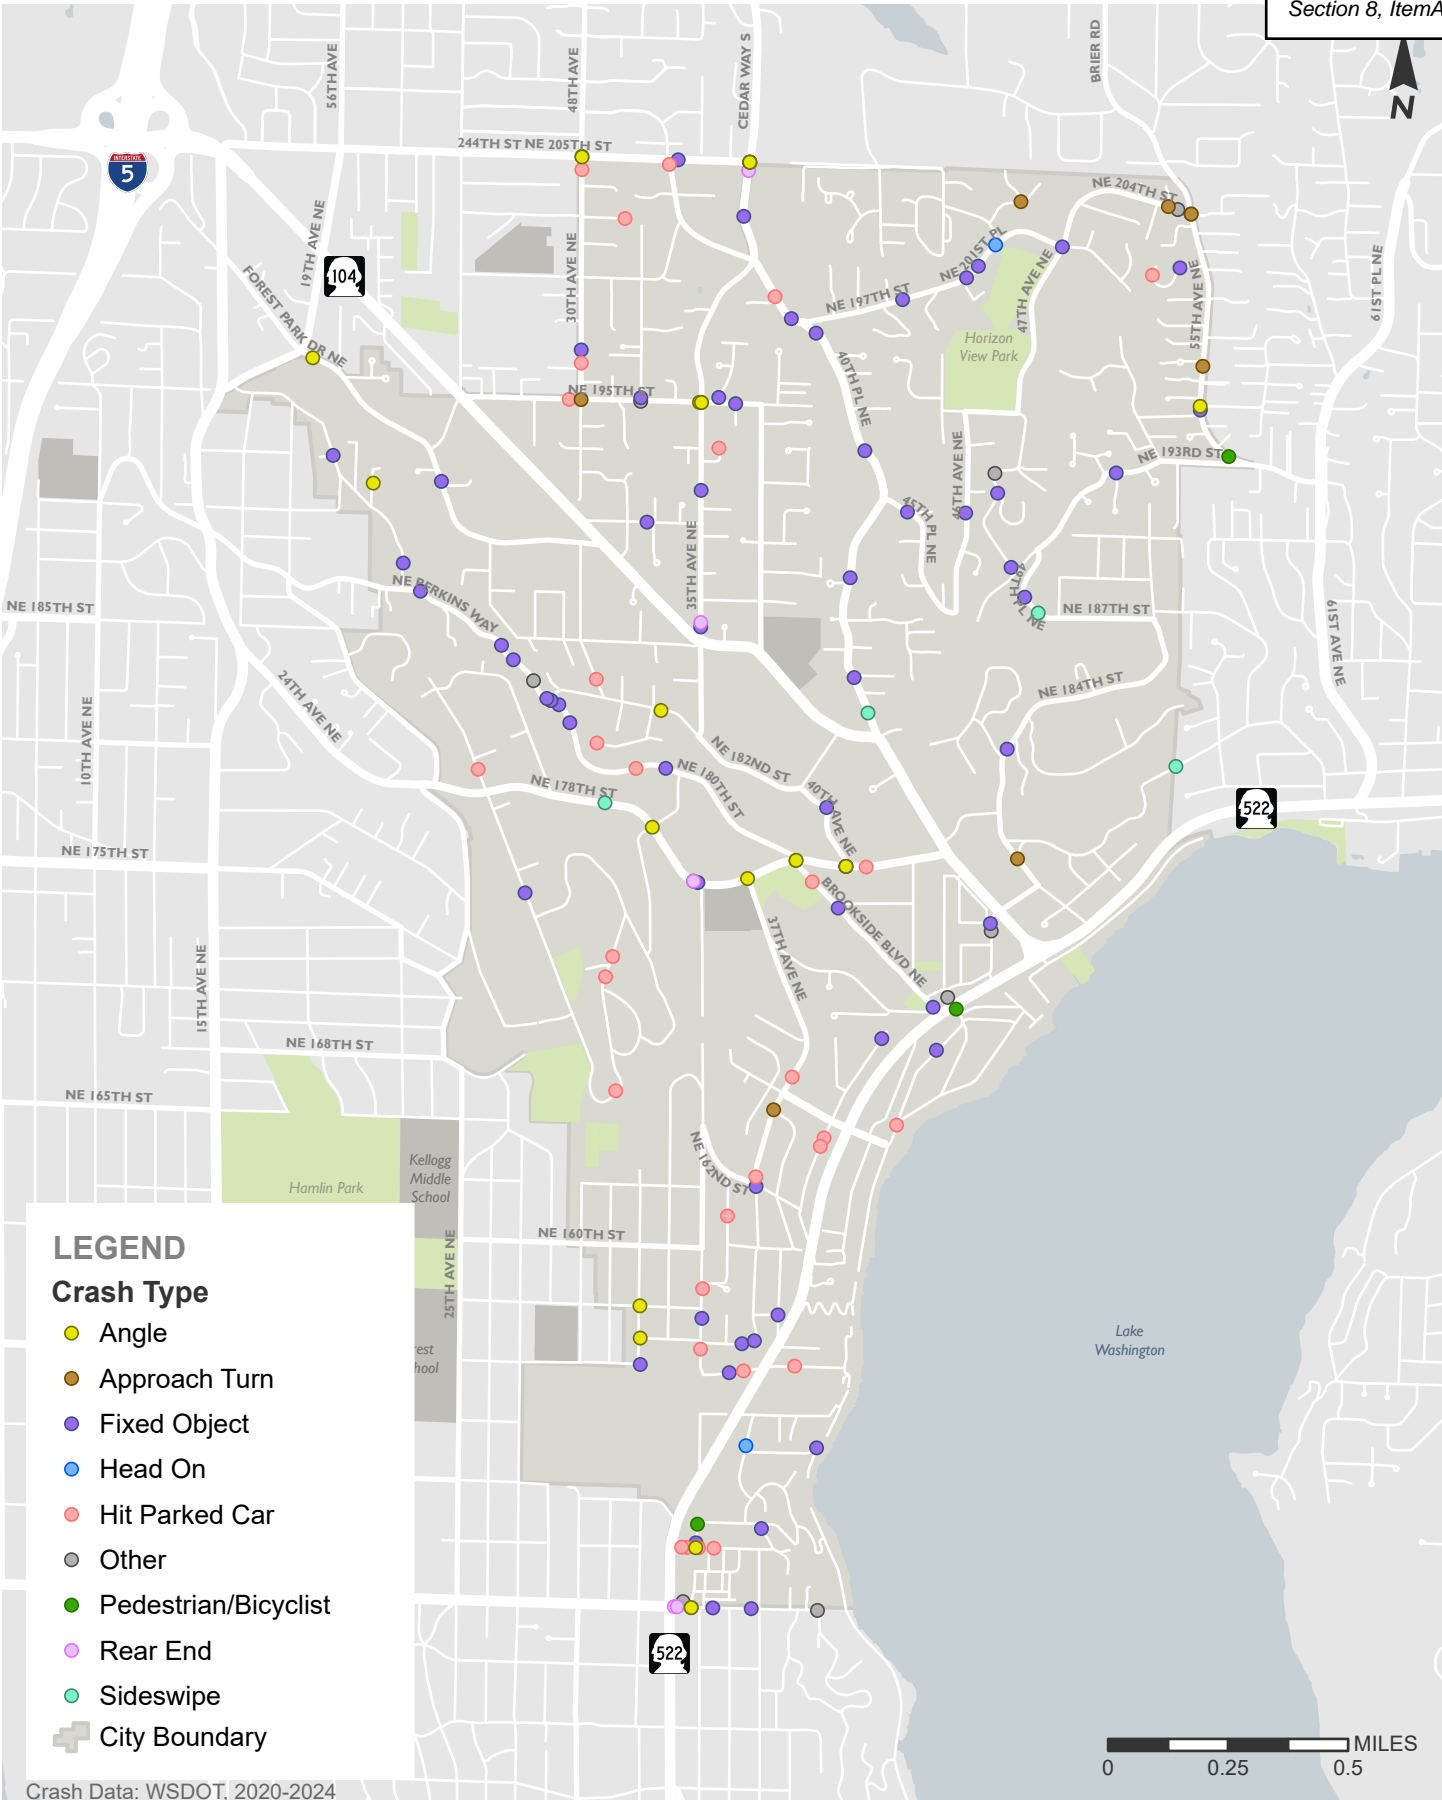 Section 8, ItemA
N
BRIER RD
56TH AVE
48TH AVE
CEDAR WAY S
244TH ST NE 205TH ST
INTERSTATE
5
NE 204TH ST
19TH AVE NE
104
FOREST PARK DR NE
30TH AVE NE
NE 201ST PL
NE 197TH ST
47TH AVE NE
55TH AVE NE
61ST PL NE
Horizon
View Park
40TH PL NE
NE 195TH ST
NE 193RD ST
45TH PL NE
35TH AVE NE
NE PERKINS WAY
49TH PL NE
NE 187TH ST
NE 185TH ST
61ST AVE NE
24TH AVE NE
NE 184TH ST
10TH AVE NE
NE 182ND ST
NE 180TH ST
NE 178TH ST
40TH AVE NE
522
NE 175TH ST
BROOKSIDE BLVD NE
37TH AVE NE
15TH AVE NE
NE 168TH ST
NE 165TH ST
NE 162ND ST
Kellogg
Middle
School
Hamlin Park
NE 160TH ST
25TH AVE NE
rest
hool
Lake
Washington
522
LEGEND
Crash Type
Angle
Approach Turn
Fixed Object
Head On
Hit Parked Car
Other
Pedestrian/Bicyclist
Rear End
Sideswipe
City Boundary
MILES
0 0.25 0.5
Crash Data: WSDOT, 2020-2024